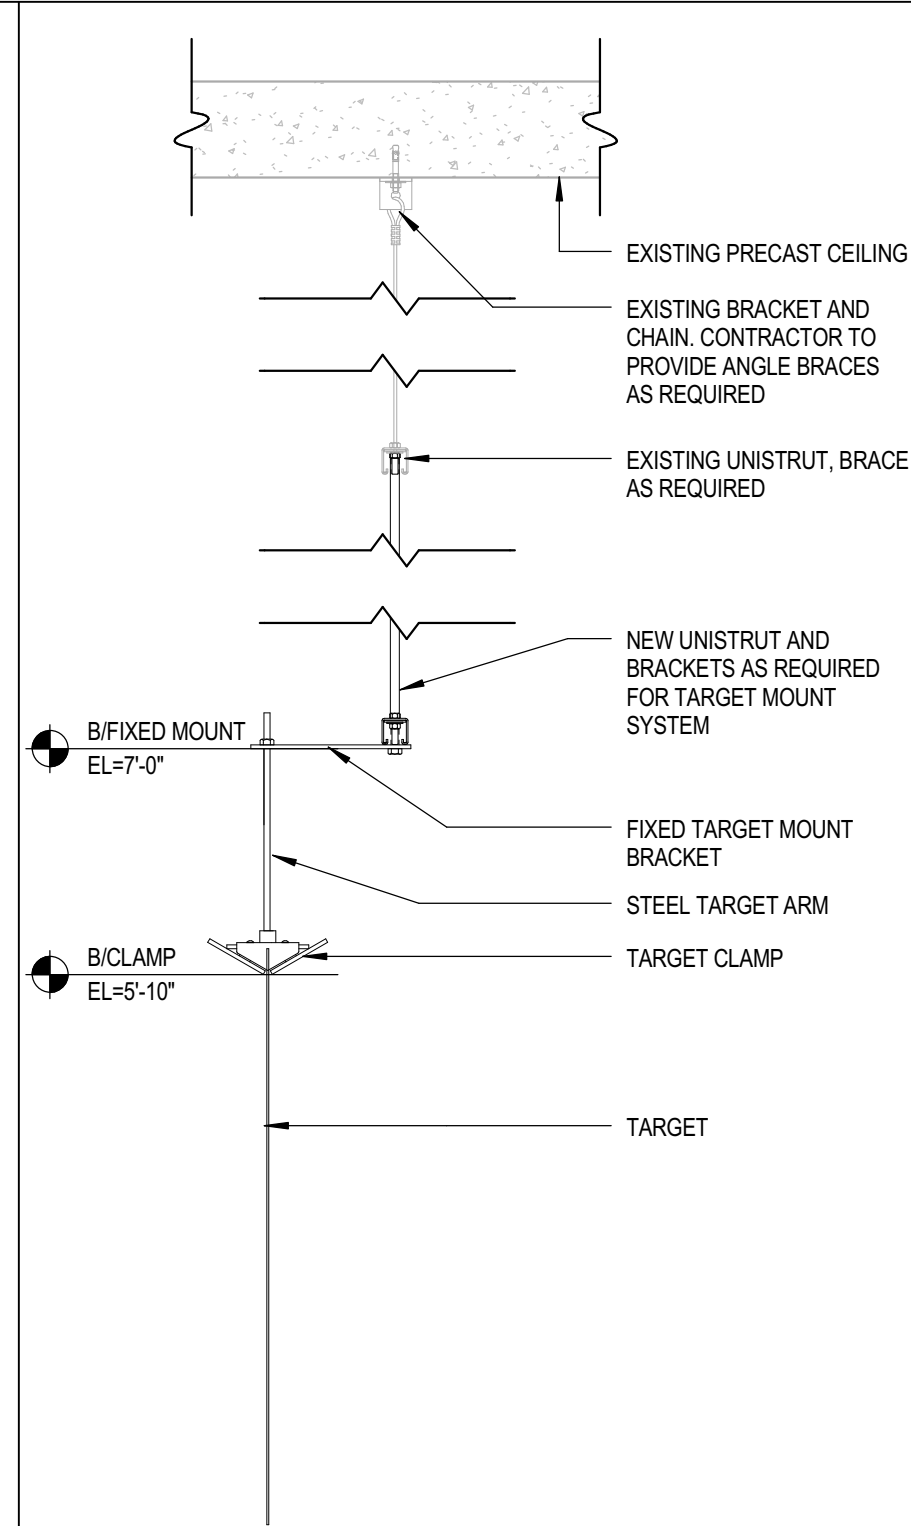 EXISTING PRECAST CEILING
EXISTING BRACKET AND
CHAIN. CONTRACTOR TO
PROVIDE ANGLE BRACES
AS REQUIRED
EXISTING UNISTRUT, BRACE
AS REQUIRED
NEW UNISTRUT AND
BRACKETS AS REQUIRED
FOR TARGET MOUNT
SYSTEM
B/FIXED MOUNT
EL=7'-0"
FIXED TARGET MOUNT
BRACKET
STEEL TARGET ARM
B/CLAMP
EL=5'-10"
TARGET CLAMP
TARGET